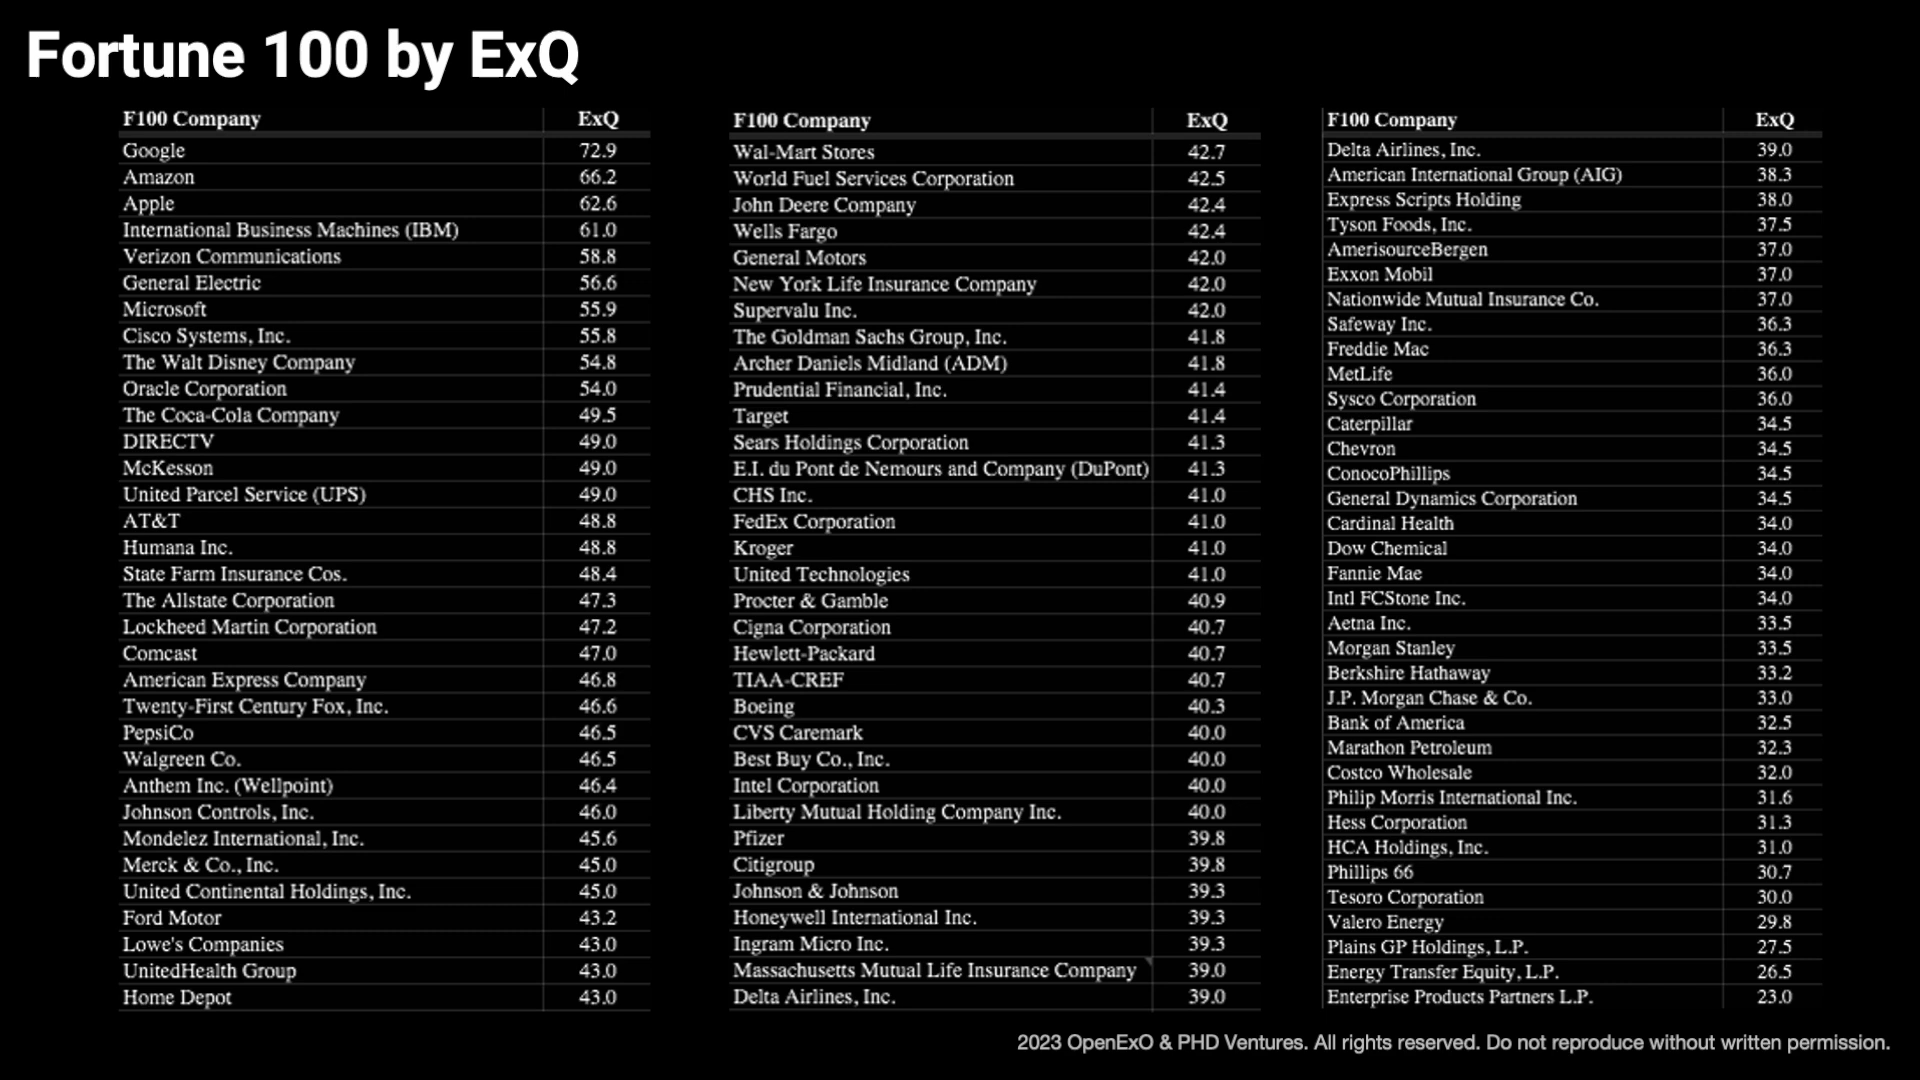 Fortune 100 by ExQ
F100 Company ExQ
Google 72.9
Amazon 66.2
Apple 62.6
International Business Machines (IBM) 61.0
Verizon Communications 58.8
General Electric 56.6
Microsoft 55.9
Cisco Systems, Inc. 55.8
The Walt Disney Company 54.8
Oracle Corporation 54.0
The Coca-Cola Company 49.5
DIRECTV 49.0
McKesson 49.0
United Parcel Service (UPS) 49.0
AT&T 48.8
Humana Inc. 48.8
State Farm Insurance Cos. 48.4
The Allstate Corporation 47.3
Lockheed Martin Corporation 47.2
Comcast 47.0
American Express Company 46.8
Twenty-First Century Fox, Inc. 46.6
PepsiCo 46.5
Walgreen Co. 46.5
Anthem Inc. (Wellpoint) 46.4
Johnson Controls, Inc. 46.0
Mondelez International, Inc. 45.6
Merck & Co., Inc. 45.0
United Continental Holdings, Inc. 45.0
Ford Motor 43.2
Lowe's Companies 43.0
UnitedHealth Group 43.0
Home Depot 43.0
F100 Company ExQ
Wal-Mart Stores 42.7
World Fuel Services Corporation 42.5
John Deere Company 42.4
Wells Fargo 42.4
General Motors 42.0
New York Life Insurance Company 42.0
Supervalu Inc. 42.0
The Goldman Sachs Group, Inc. 41.8
Archer Daniels Midland (ADM) 41.8
Prudential Financial, Inc. 41.4
Target 41.4
Sears Holdings Corporation 41.3
E.I. du Pont de Nemours and Company (DuPont) 41.3
CHS Inc. 41.0
FedEx Corporation 41.0
Kroger 41.0
United Technologies 41.0
Procter & Gamble 40.9
Cigna Corporation 40.7
Hewlett-Packard 40.7
TIAA-CREF 40.7
Boeing 40.3
CVS Caremark 40.0
Best Buy Co., Inc. 40.0
Intel Corporation 40.0
Liberty Mutual Holding Company Inc. 40.0
Pfizer 39.8
Citigroup 39.8
Johnson & Johnson 39.3
Honeywell International Inc. 39.3
Ingram Micro Inc. 39.3
Massachusetts Mutual Life Insurance Company 39.0
Delta Airlines, Inc. 39.0
F100 Company ExQ
Delta Airlines, Inc. 39.0
American International Group (AIG) 38.3
Express Scripts Holding 38.0
Tyson Foods, Inc. 37.5
AmerisourceBergen 37.0
Exxon Mobil 37.0
Nationwide Mutual Insurance Co. 37.0
Safeway Inc. 36.3
Freddie Mac 36.3
MetLife 36.0
Sysco Corporation 36.0
Caterpillar 34.5
Chevron 34.5
ConocoPhillips 34.5
General Dynamics Corporation 34.5
Cardinal Health 34.0
Dow Chemical 34.0
Fannie Mae 34.0
Intl FCStone Inc. 34.0
Aetna Inc. 33.5
Morgan Stanley 33.5
Berkshire Hathaway 33.2
J.P. Morgan Chase & Co. 33.0
Bank of America 32.5
Marathon Petroleum 32.3
Costco Wholesale 32.0
Philip Morris International Inc. 31.6
Hess Corporation 31.3
HCA Holdings, Inc. 31.0
Phillips 66 30.7
Tesoro Corporation 30.0
Valero Energy 29.8
Plains GP Holdings, L.P. 27.5
Energy Transfer Equity, L.P. 26.5
Enterprise Products Partners L.P. 23.0
2023 OpenExO & PHD Ventures. All rights reserved. Do not reproduce without written permission.